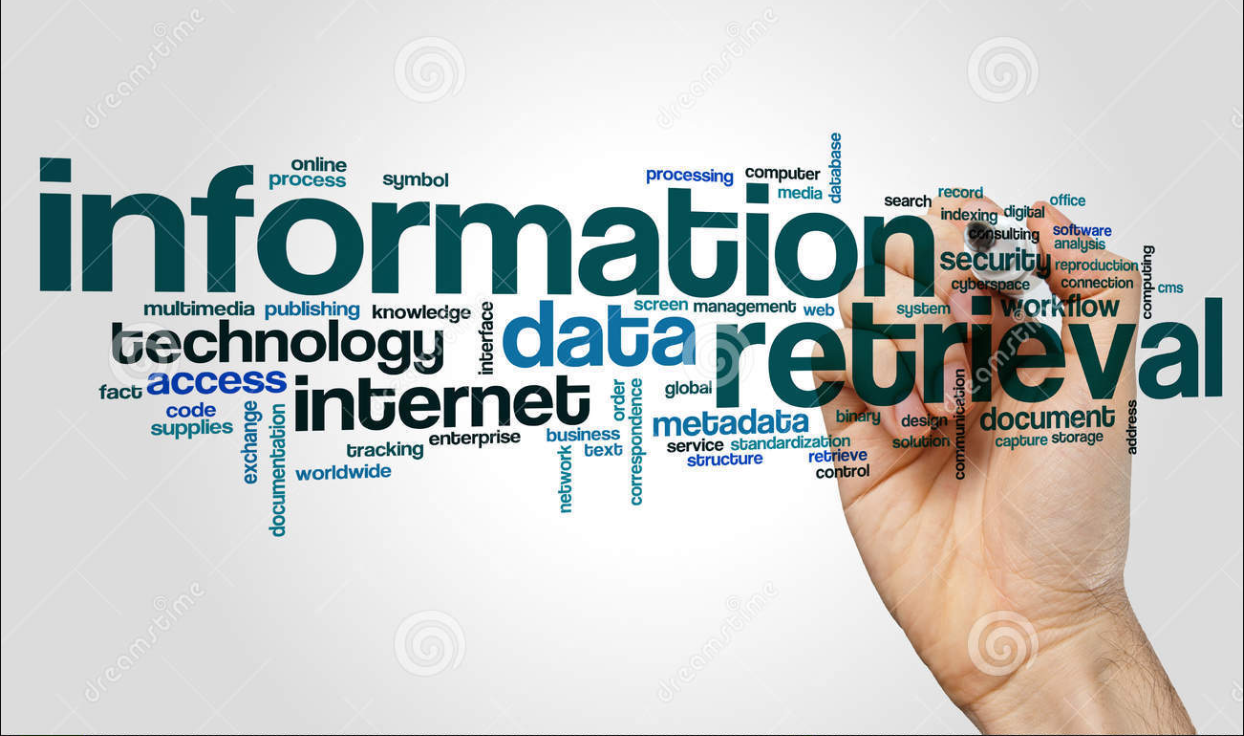 dreamstime
dreamstime
online
process
symbol
information
processing
computer
media
database
search
record
indexing
digital
office
consulting
software
analysis
security
reproduction
cyberspace
connection
computing
cms
multimedia
publishing
knowledge
interface
screen
management
web
system
workflow
technology
data
retrieval
fact
access
internet
global
code
supplies
exchange
documentation
tracking
enterprise
worldwide
order
correspondence
business
text
network
metadata
service
standardization
structure
retrieve
control
binary
design
solution
communication
document
capture
storage
address
dreamstime
dreamstime
dreamstime